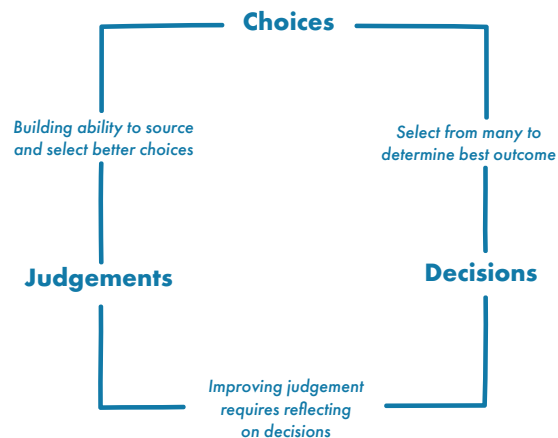 Choices
Building ability to source
and select better choices
Select from many to
determine best outcome
Judgements
Decisions
Improving judgement
requires reflecting
on decisions